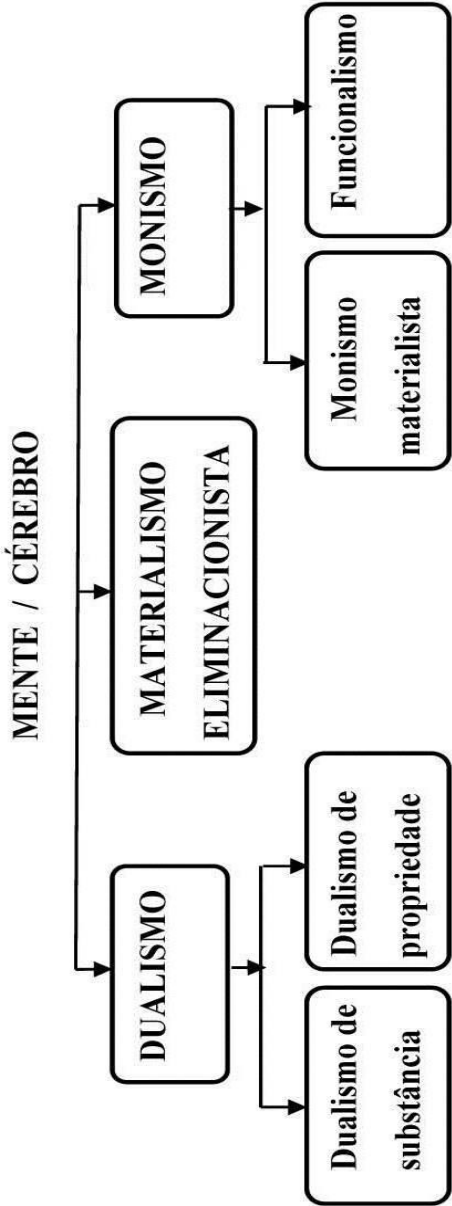 MENTE / CÉREBRO
DUALISMO
MATERIALISMO
ELIMINACIONISTA
MONISMO
Dualismo de
substância
Dualismo de
propriedade
Monismo
materialista
Funcionalismo